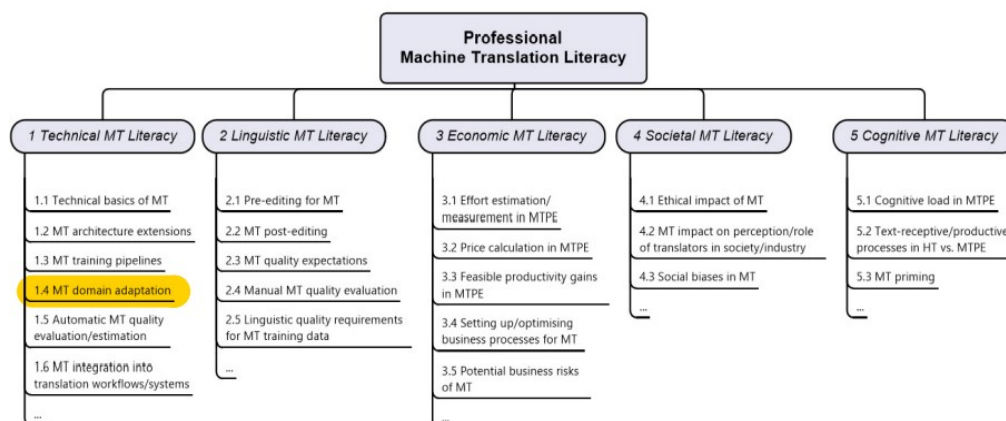 Professional
Machine Translation Literacy
1 Technical MT Literacy
1.1 Technical basics of MT
1.2 MT architecture extensions
1.3 MT training pipelines
1.4 MT domain adaptation
1.5 Automatic MT quality
evaluation/estimation
1.6 MT integration into
translation workflows/systems
...
2 Linguistic MT Literacy
2.1 Pre-editing for MT
2.2 MT post-editing
2.3 MT quality expectations
2.4 Manual MT quality evaluation
2.5 Linguistic quality requirements
for MT training data
...
3 Economic MT Literacy
3.1 Effort estimation/
measurement in MTPE
3.2 Price calculation in MTPE
3.3 Feasible productivity gains
in MTPE
3.4 Setting up/optimising
business processes for MT
3.5 Potential business risks
of MT
...
4 Societal MT Literacy
4.1 Ethical impact of MT
4.2 MT impact on perception/role
of translators in society/industry
4.3 Social biases in MT
...
5 Cognitive MT Literacy
5.1 Cognitive load in MTPE
5.2 Text-receptive/productive
processes in HT vs. MTPE
5.3 MT priming
...